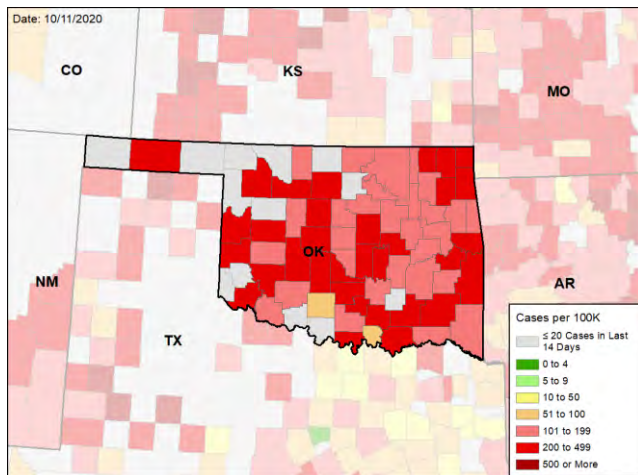 Date: 10/11/2020
CO
KS
MO
OK
NM
AR
TX
Cases per 100K
≤ 20 Cases in Last
14 Days
0 to 4
5 to 9
10 to 50
51 to 100
101 to 199
200 to 499
500 or More